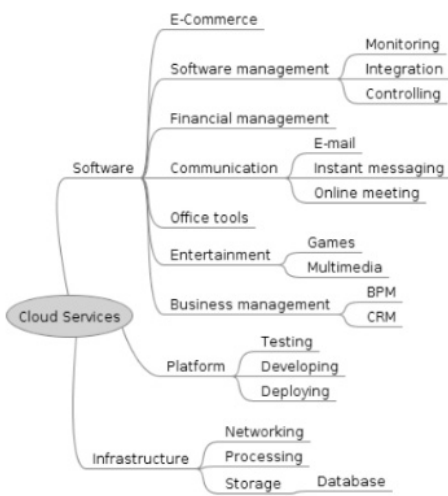 E-Commerce
Software management
Monitoring
Integration
Controlling
Financial management
Software
Communication
E-mail
Instant messaging
Online meeting
Office tools
Entertainment
Games
Multimedia
Business management
BPM
CRM
Cloud Services
Platform
Testing
Developing
Deploying
Infrastructure
Networking
Processing
Storage
Database